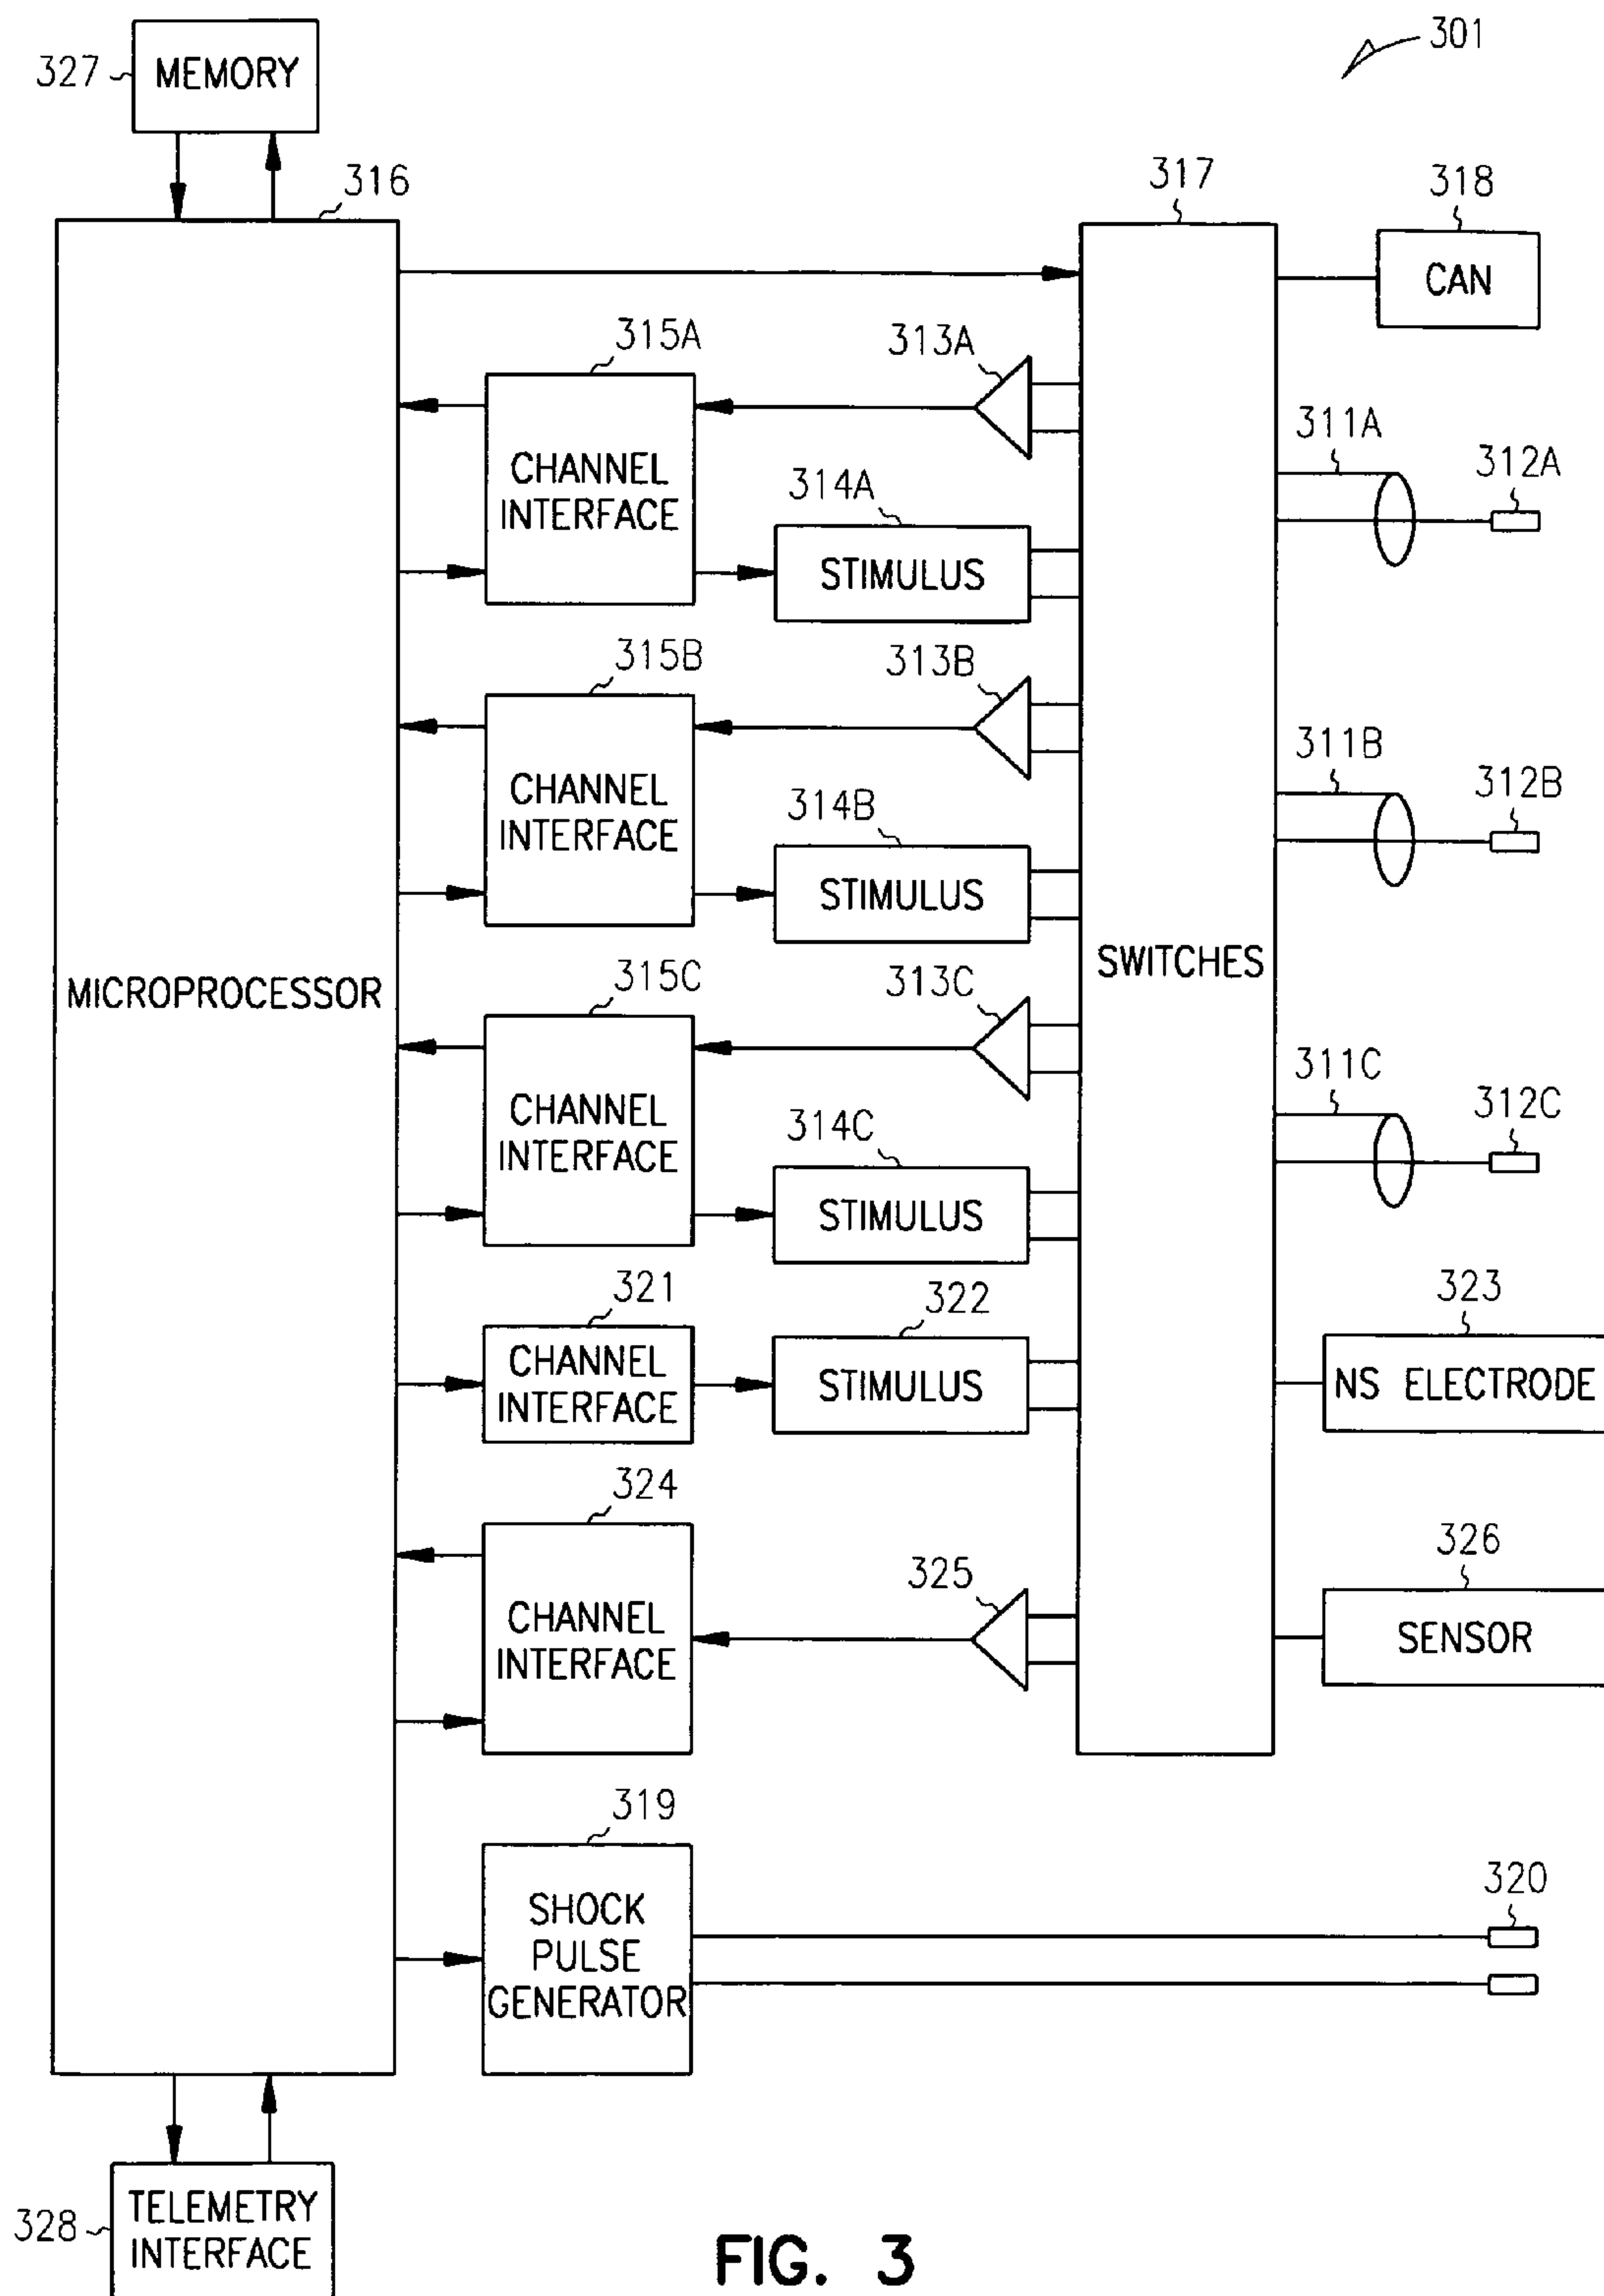 301
327
MEMORY
316
317
318
CAN
315A
313A
CHANNEL
INTERFACE
314A
STIMULUS
311A
312A
315B
313B
CHANNEL
INTERFACE
314B
STIMULUS
311B
312B
MICROPROCESSOR
SWITCHES
315C
313C
CHANNEL
INTERFACE
314C
STIMULUS
311C
312C
321
CHANNEL
INTERFACE
322
STIMULUS
323
NS ELECTRODE
324
CHANNEL
INTERFACE
325
326
SENSOR
319
SHOCK
PULSE
GENERATOR
320
328
TELEMETRY
INTERFACE
FIG. 3